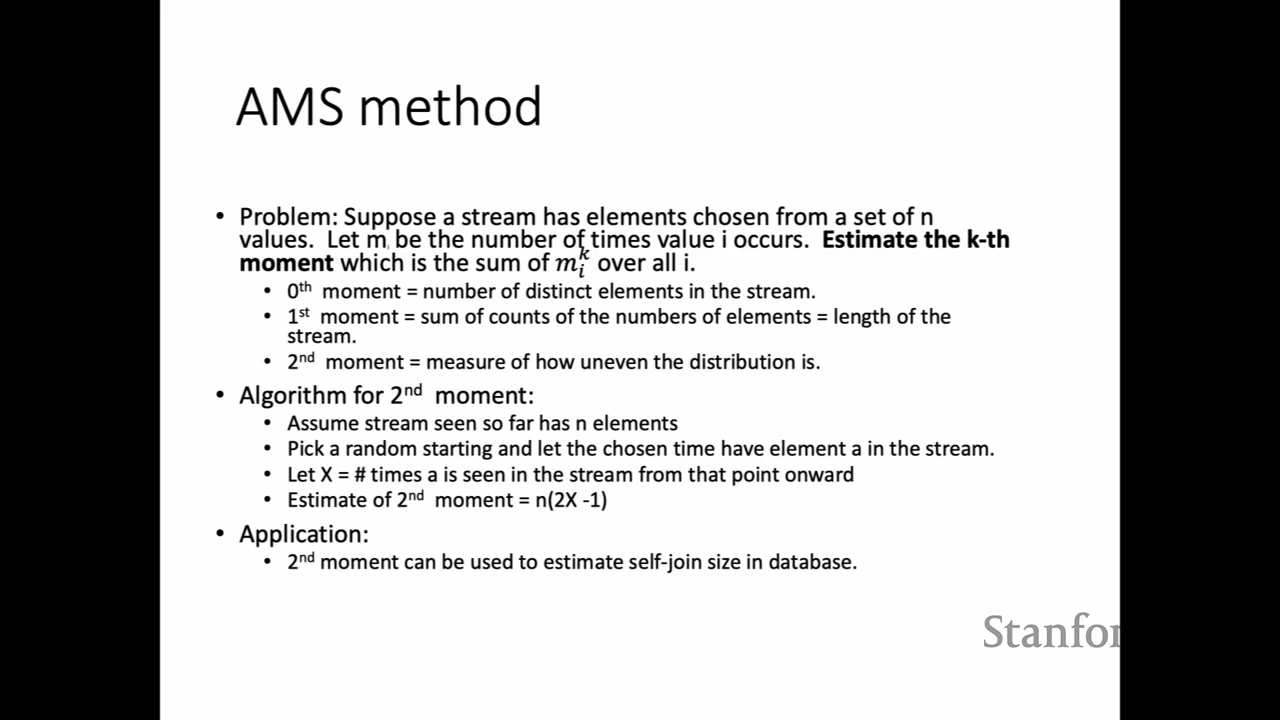 AMS method
• Problem: Suppose a stream has elements chosen from a set of n
values. Let mᵢ be the number of times value i occurs. Estimate the k-th
moment which is the sum of mᵢᵏ over all i.
• 0th moment = number of distinct elements in the stream.
• 1st moment = sum of counts of the numbers of elements = length of the
stream.
• 2nd moment = measure of how uneven the distribution is.
• Algorithm for 2nd moment:
• Assume stream seen so far has n elements
• Pick a random starting and let the chosen time have element a in the stream.
• Let X = # times a is seen in the stream from that point onward
• Estimate of 2nd moment = n(2X -1)
• Application:
• 2nd moment can be used to estimate self-join size in database.
Stanfor